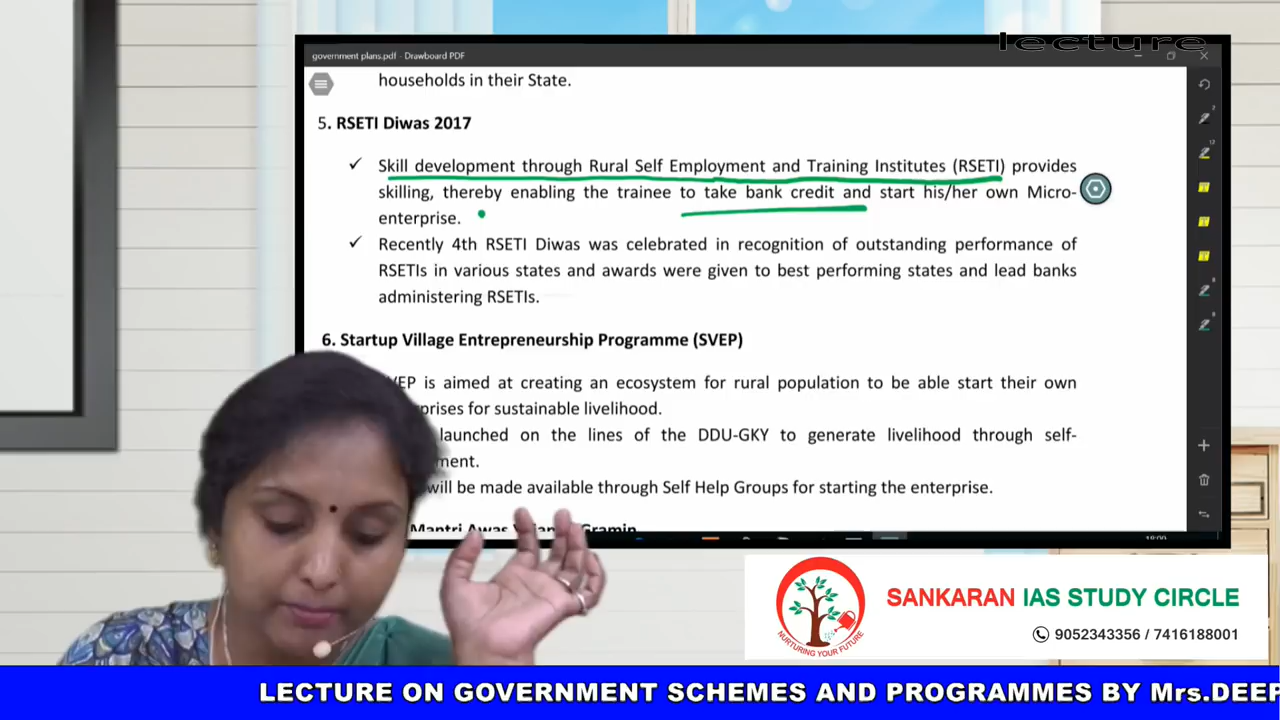 lecture
government plans.pdf - Drawboard PDF
households in their State.
5. RSETI Diwas 2017
✓ Skill development through Rural Self Employment and Training Institutes (RSETI) provides
skilling, thereby enabling the trainee to take bank credit and start his/her own Micro-
enterprise.
✓ Recently 4th RSETI Diwas was celebrated in recognition of outstanding performance of
RSETIs in various states and awards were given to best performing states and lead banks
administering RSETIs.
6. Startup Village Entrepreneurship Programme (SVEP)
is aimed at creating an ecosystem for rural population to be able start their own
for sustainable livelihood.
launched on the lines of the DDU-GKY to generate livelihood through self-
will be made available through Self Help Groups for starting the enterprise.
Mantri Awas
NURTURING YOUR FUTURE
SANKARAN IAS STUDY CIRCLE
9052343356 / 7416188001
LECTURE ON GOVERNMENT SCHEMES AND PROGRAMMES BY Mrs.DEEP